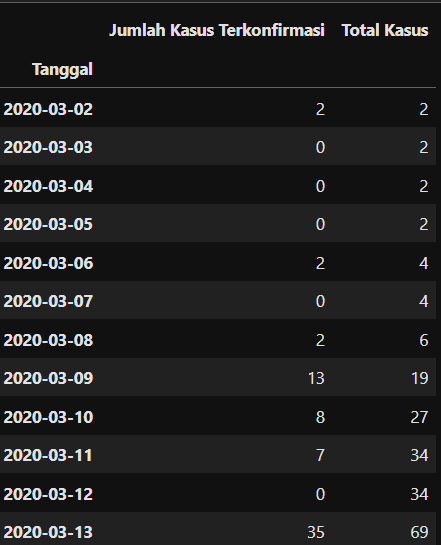 Jumlah Kasus Terkonfirmasi Total Kasus
Tanggal
2020-03-02 2 2
2020-03-03 0 2
2020-03-04 0 2
2020-03-05 0 2
2020-03-06 2 4
2020-03-07 0 4
2020-03-08 2 6
2020-03-09 13 19
2020-03-10 8 27
2020-03-11 7 34
2020-03-12 0 34
2020-03-13 35 69